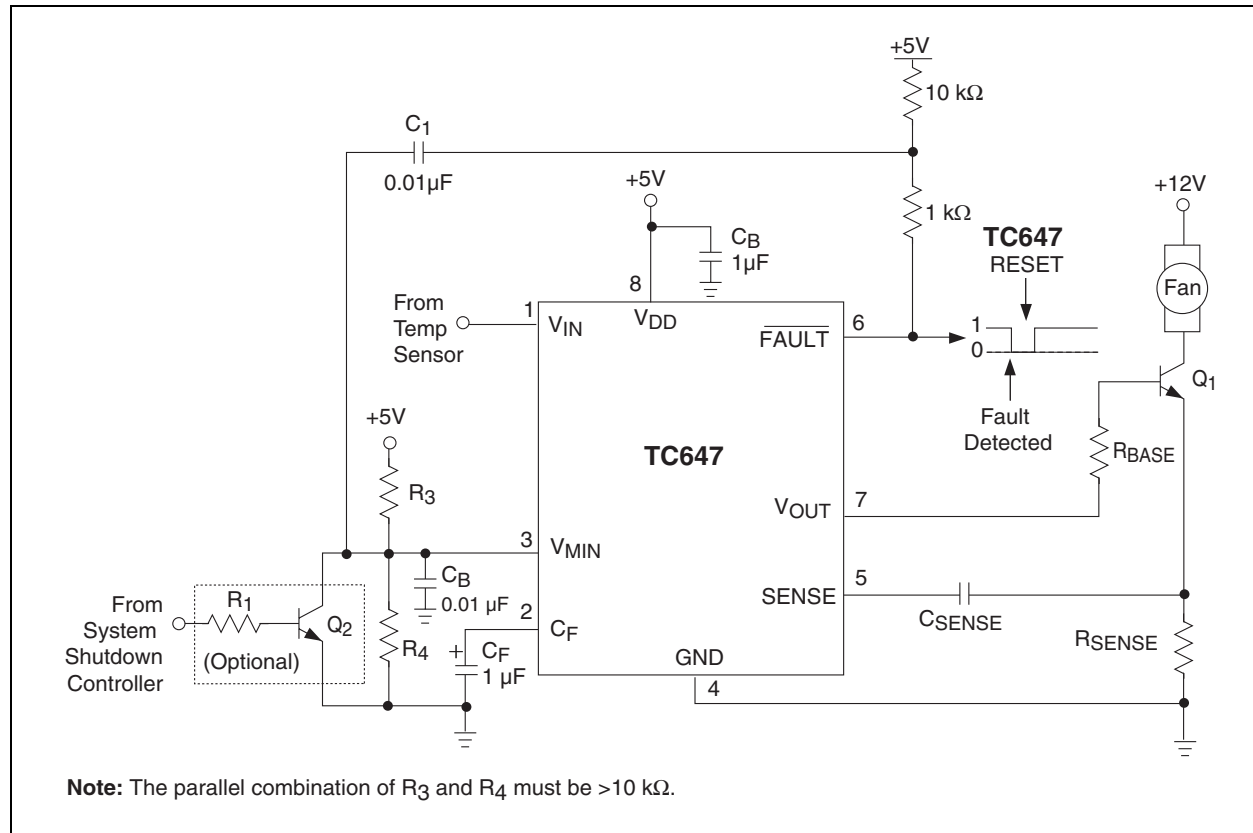 +5V
10 kΩ
C1
0.01µF
+5V
1 kΩ
+12V
CB
1µF
TC647
RESET
Fan
8
From
Temp
Sensor
1
VIN
VDD
FAULT
6
1
0
Q1
Fault
Detected
+5V
RBASE
R3
TC647
VOUT
7
3
VMIN
CB
0.01 µF
5
SENSE
CSENSE
From
System
Shutdown
Controller
R1
Q2
(Optional)
R4
2
CF
+
CF
1 µF
GND
4
RSENSE
Note: The parallel combination of R3 and R4 must be >10 kΩ.